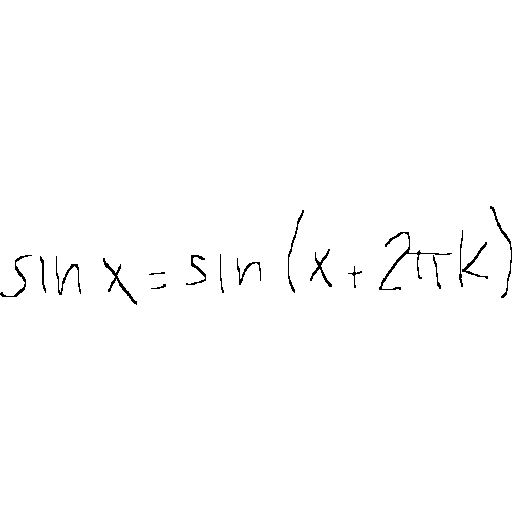 sin x = sin (x + 2πk)